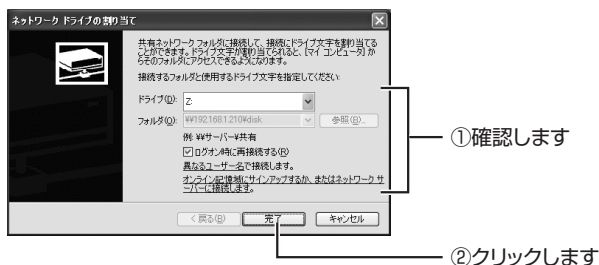 ネットワーク ドライブの割り当て
共有ネットワーク フォルダに接続して、接続にドライブ文字を割り当てる
ことができます。ドライブ文字が割り当てられると、[マイ コンピュータ] か
らそのフォルダにアクセスできるようになります。
接続するフォルダと使用するドライブ文字を指定してください:
ドライブ(D): Z:
フォルダ(O): ¥¥192.168.1.210¥disk 参照(B)...
例: ¥¥サーバー¥共有
ログオン時に再接続する(R)
異なるユーザー名で接続します。
オンライン記憶域にサインアップするか、またはネットワーク サ
ーバーに接続します。
< 戻る(B) 完了 キャンセル
①確認します
②クリックします